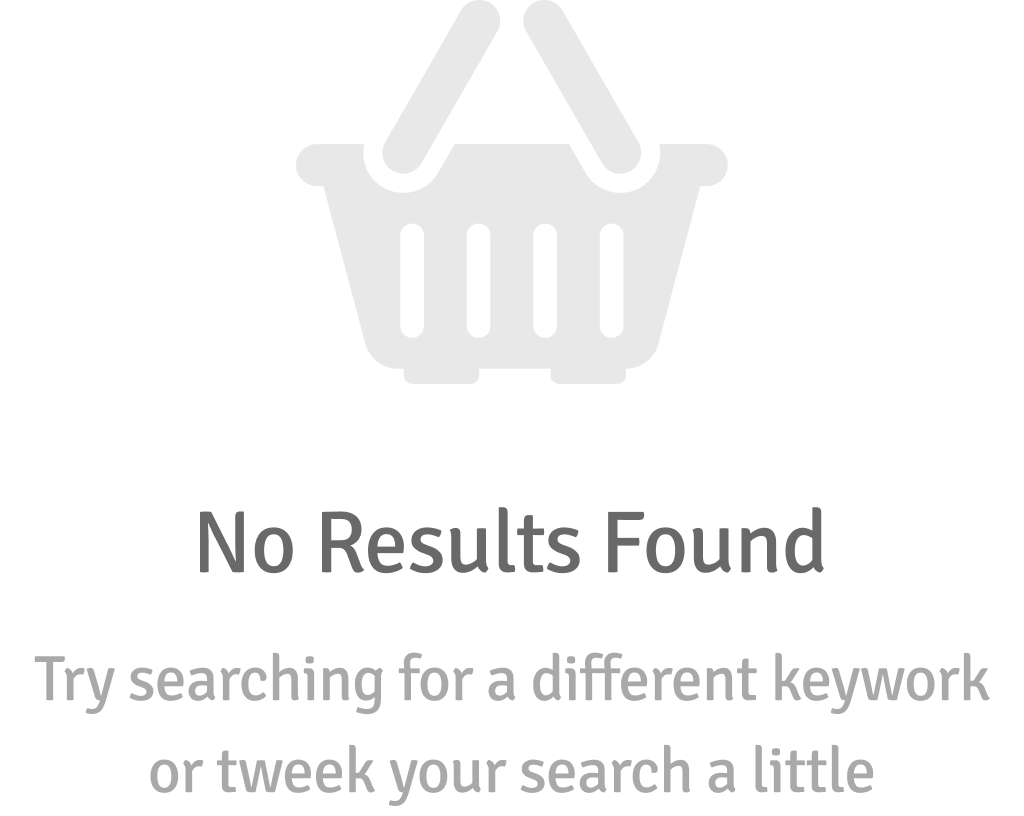 No Results Found
Try searching for a different keywork
or tweek your search a little